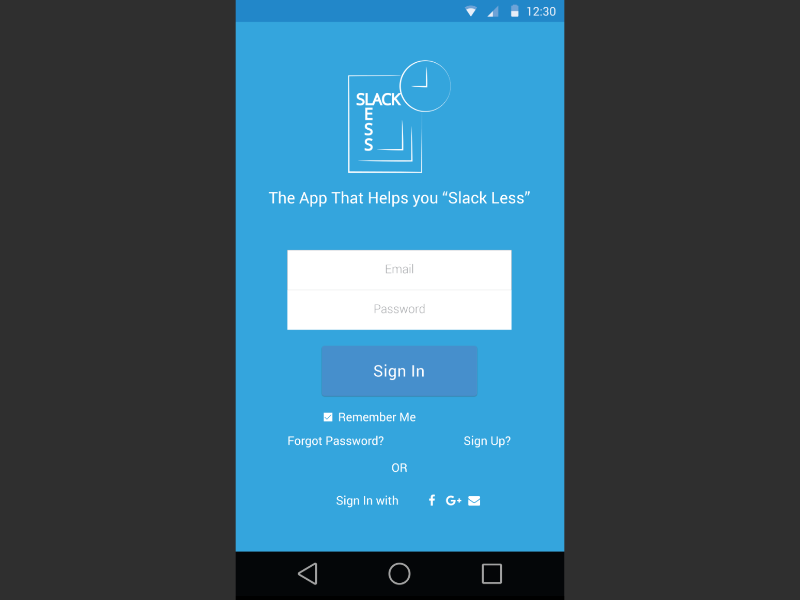 12:30
SLACK
E
S
S
The App That Helps you “Slack Less”
Email
Password
Sign In
Remember Me
Forgot Password? Sign Up?
OR
Sign In with f G+